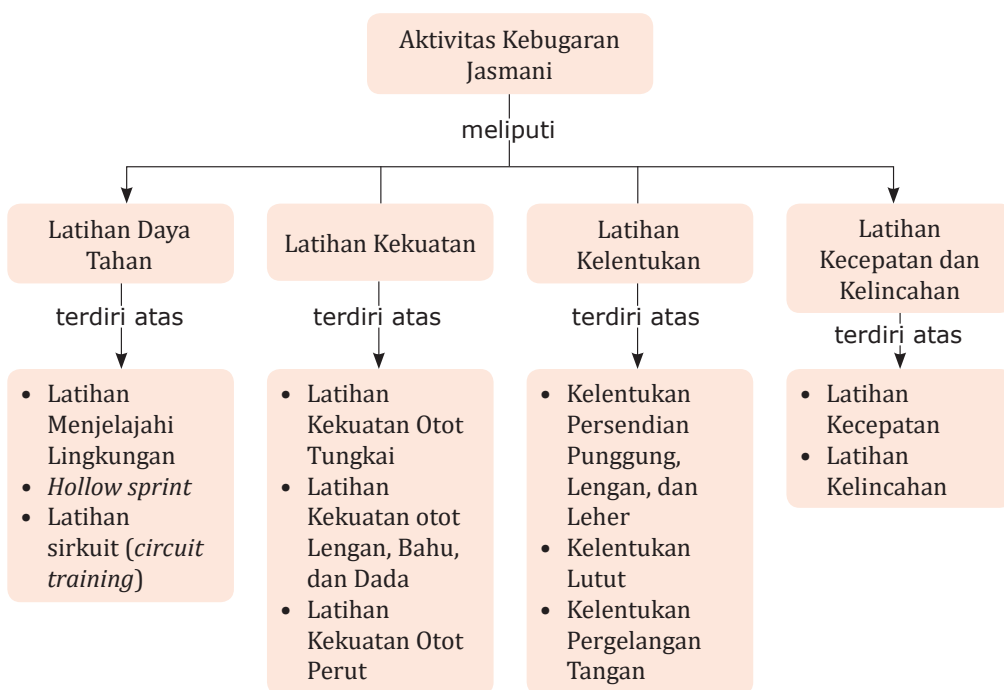 Aktivitas Kebugaran
Jasmani
meliputi
Latihan Daya
Tahan
terdiri atas
• Latihan
Menjelajahi
Lingkungan
• Hollow sprint
• Latihan
sirkuit (circuit
training)
Latihan Kekuatan
terdiri atas
• Latihan
Kekuatan Otot
Tungkai
• Latihan
Kekuatan otot
Lengan, Bahu,
dan Dada
• Latihan
Kekuatan Otot
Perut
Latihan
Kelentukan
terdiri atas
• Kelentukan
Persendian
Punggung,
Lengan, dan
Leher
• Kelentukan
Lutut
• Kelentukan
Pergelangan
Tangan
Latihan
Kecepatan dan
Kelincahan
terdiri atas
• Latihan
Kecepatan
• Latihan
Kelincahan